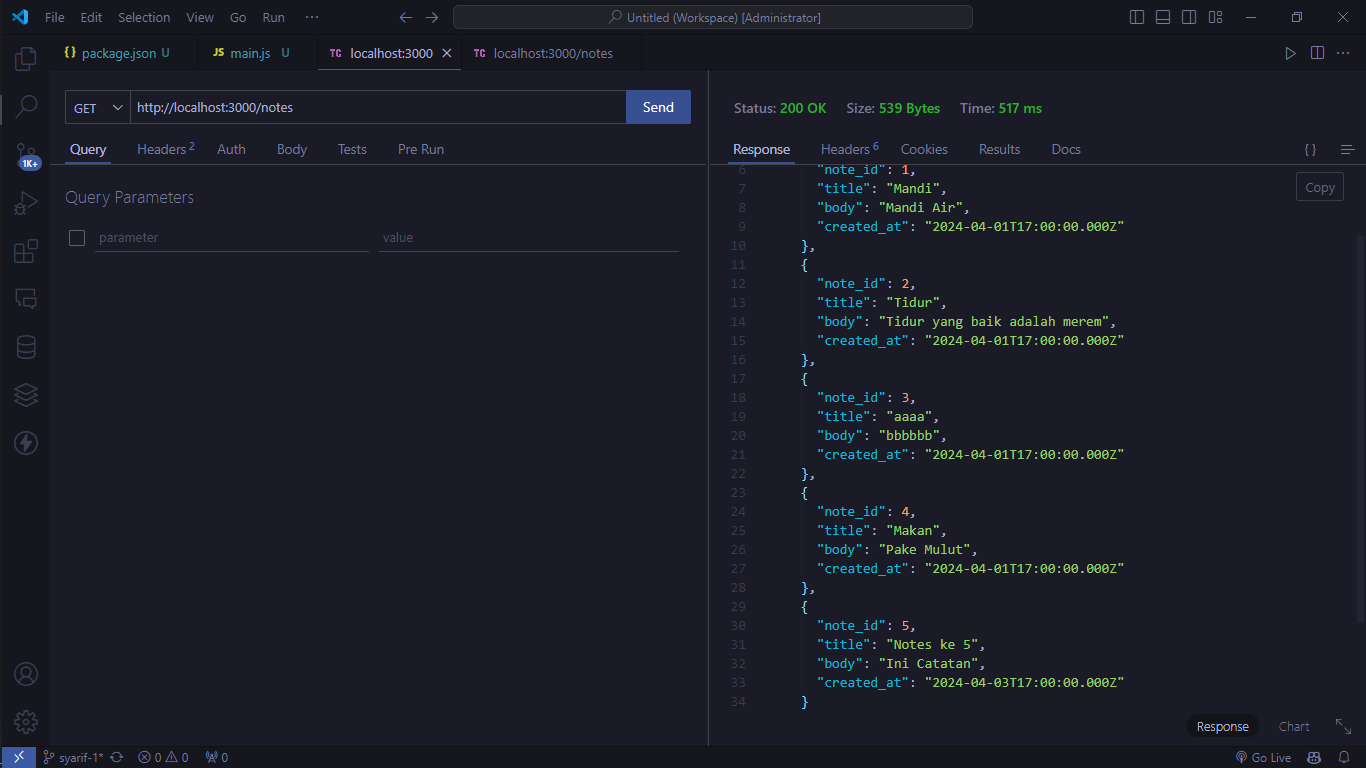 File Edit Selection View Go Run ··· Untitled (Workspace) [Administrator]
{} package.json U JS main.js U TC localhost:3000 TC localhost:3000/notes
GET http://localhost:3000/notes Send
Status: 200 OK Size: 539 Bytes Time: 517 ms
Query Headers 2 Auth Body Tests Pre Run
Response Headers 6 Cookies Results Docs { }
Copy
Query Parameters
parameter value
1K+
6 "note_id": 1,
7 "title": "Mandi",
8 "body": "Mandi Air",
9 "created_at": "2024-04-01T17:00:00.000Z"
10 },
11 {
12 "note_id": 2,
13 "title": "Tidur",
14 "body": "Tidur yang baik adalah merem",
15 "created_at": "2024-04-01T17:00:00.000Z"
16 },
17 {
18 "note_id": 3,
19 "title": "aaaa",
20 "body": "bbbbbb",
21 "created_at": "2024-04-01T17:00:00.000Z"
22 },
23 {
24 "note_id": 4,
25 "title": "Makan",
26 "body": "Pake Mulut",
27 "created_at": "2024-04-01T17:00:00.000Z"
28 },
29 {
30 "note_id": 5,
31 "title": "Notes ke 5",
32 "body": "Ini Catatan",
33 "created_at": "2024-04-03T17:00:00.000Z"
34 }
Response Chart
syarif-1* 0 0 0 Go Live